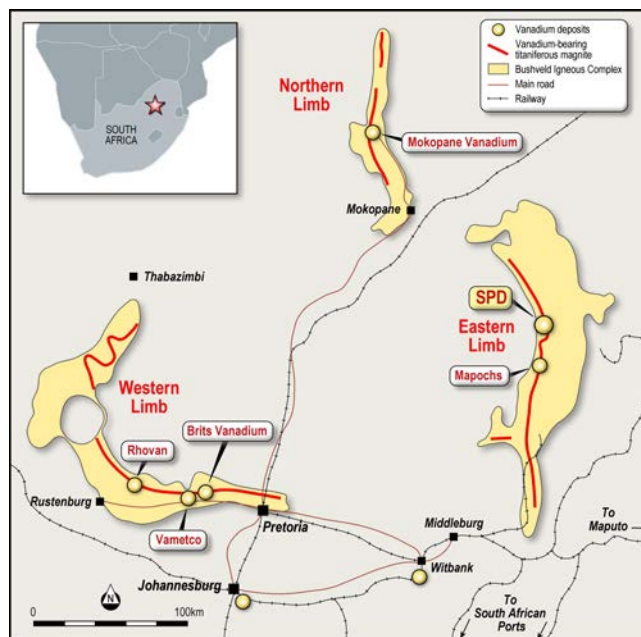 SOUTH
AFRICA
Vanadium deposits
Vanadium-bearing
titaniferous magnite
Bushveld Igneous Complex
Main road
Railway
Northern
Limb
Mokopane Vanadium
Mokopane
Thabazimbi
SPD
Eastern
Limb
Mapochs
Western
Limb
Brits Vanadium
Rhovan
Rustenburg
Vametco
Pretoria
Middleburg
To
Maputo
Witbank
Johannesburg
N
0
100km
To
South African
Ports